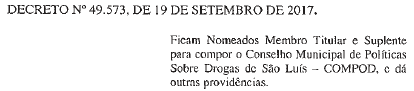 DECRETO Nº 49.573, DE 19 DE SETEMBRO DE 2017.
Ficam Nomeados Membro Titular e Suplente
para compor o Conselho Municipal de Políticas
Sobre Drogas de São Luís – COMPOD, e dá
outras providências.